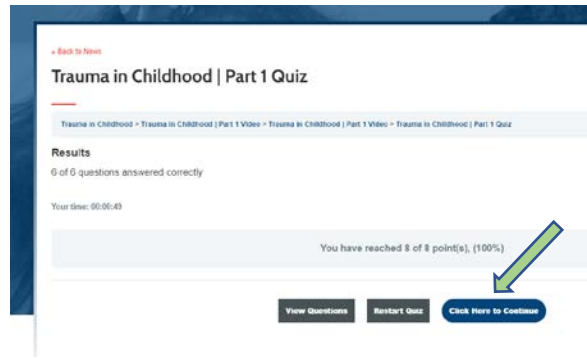 « Back to News
Trauma in Childhood | Part 1 Quiz
Trauma in Childhood > Trauma in Childhood | Part 1 Video > Trauma in Childhood | Part 1 Video > Trauma in Childhood | Part 1 Quiz
Results
6 of 6 questions answered correctly
Your time: 00:00:49
You have reached 8 of 8 point(s), (100%)
View Questions Restart Quiz Click Here to Continue